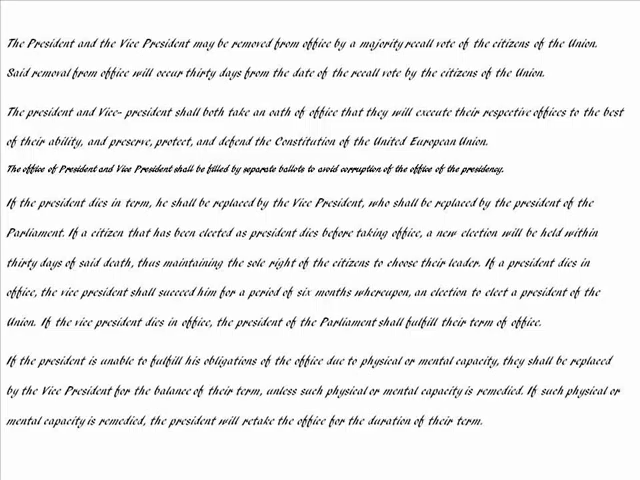 The President and the Vice President may be removed from office by a majority recall vote of the citizens of the Union.
Said removal from office will occur thirty days from the date of the recall vote by the citizens of the Union.
The president and Vice- president shall both take an oath of office that they will execute their respective offices to the best
of their ability, and preserve, protect, and defend the Constitution of the United European Union.
The office of President and Vice President shall be filled by separate ballots to avoid corruption of the office of the presidency.
If the president dies in term, he shall be replaced by the Vice President, who shall be replaced by the president of the
Parliament. If a citizen that has been elected as president dies before taking office, a new election will be held within
thirty days of said death, thus maintaining the sole right of the citizens to choose their leader. If a president dies in
office, the vice president shall succeed him for a period of six months whereupon, an election to elect a president of the
Union. If the vice president dies in office, the president of the Parliament shall fulfill their term of office.
If the president is unable to fulfill his obligations of the office due to physical or mental capacity, they shall be replaced
by the Vice President for the balance of their term, unless such physical or mental capacity is remedied. If such physical or
mental capacity is remedied, the president will retake the office for the duration of their term.